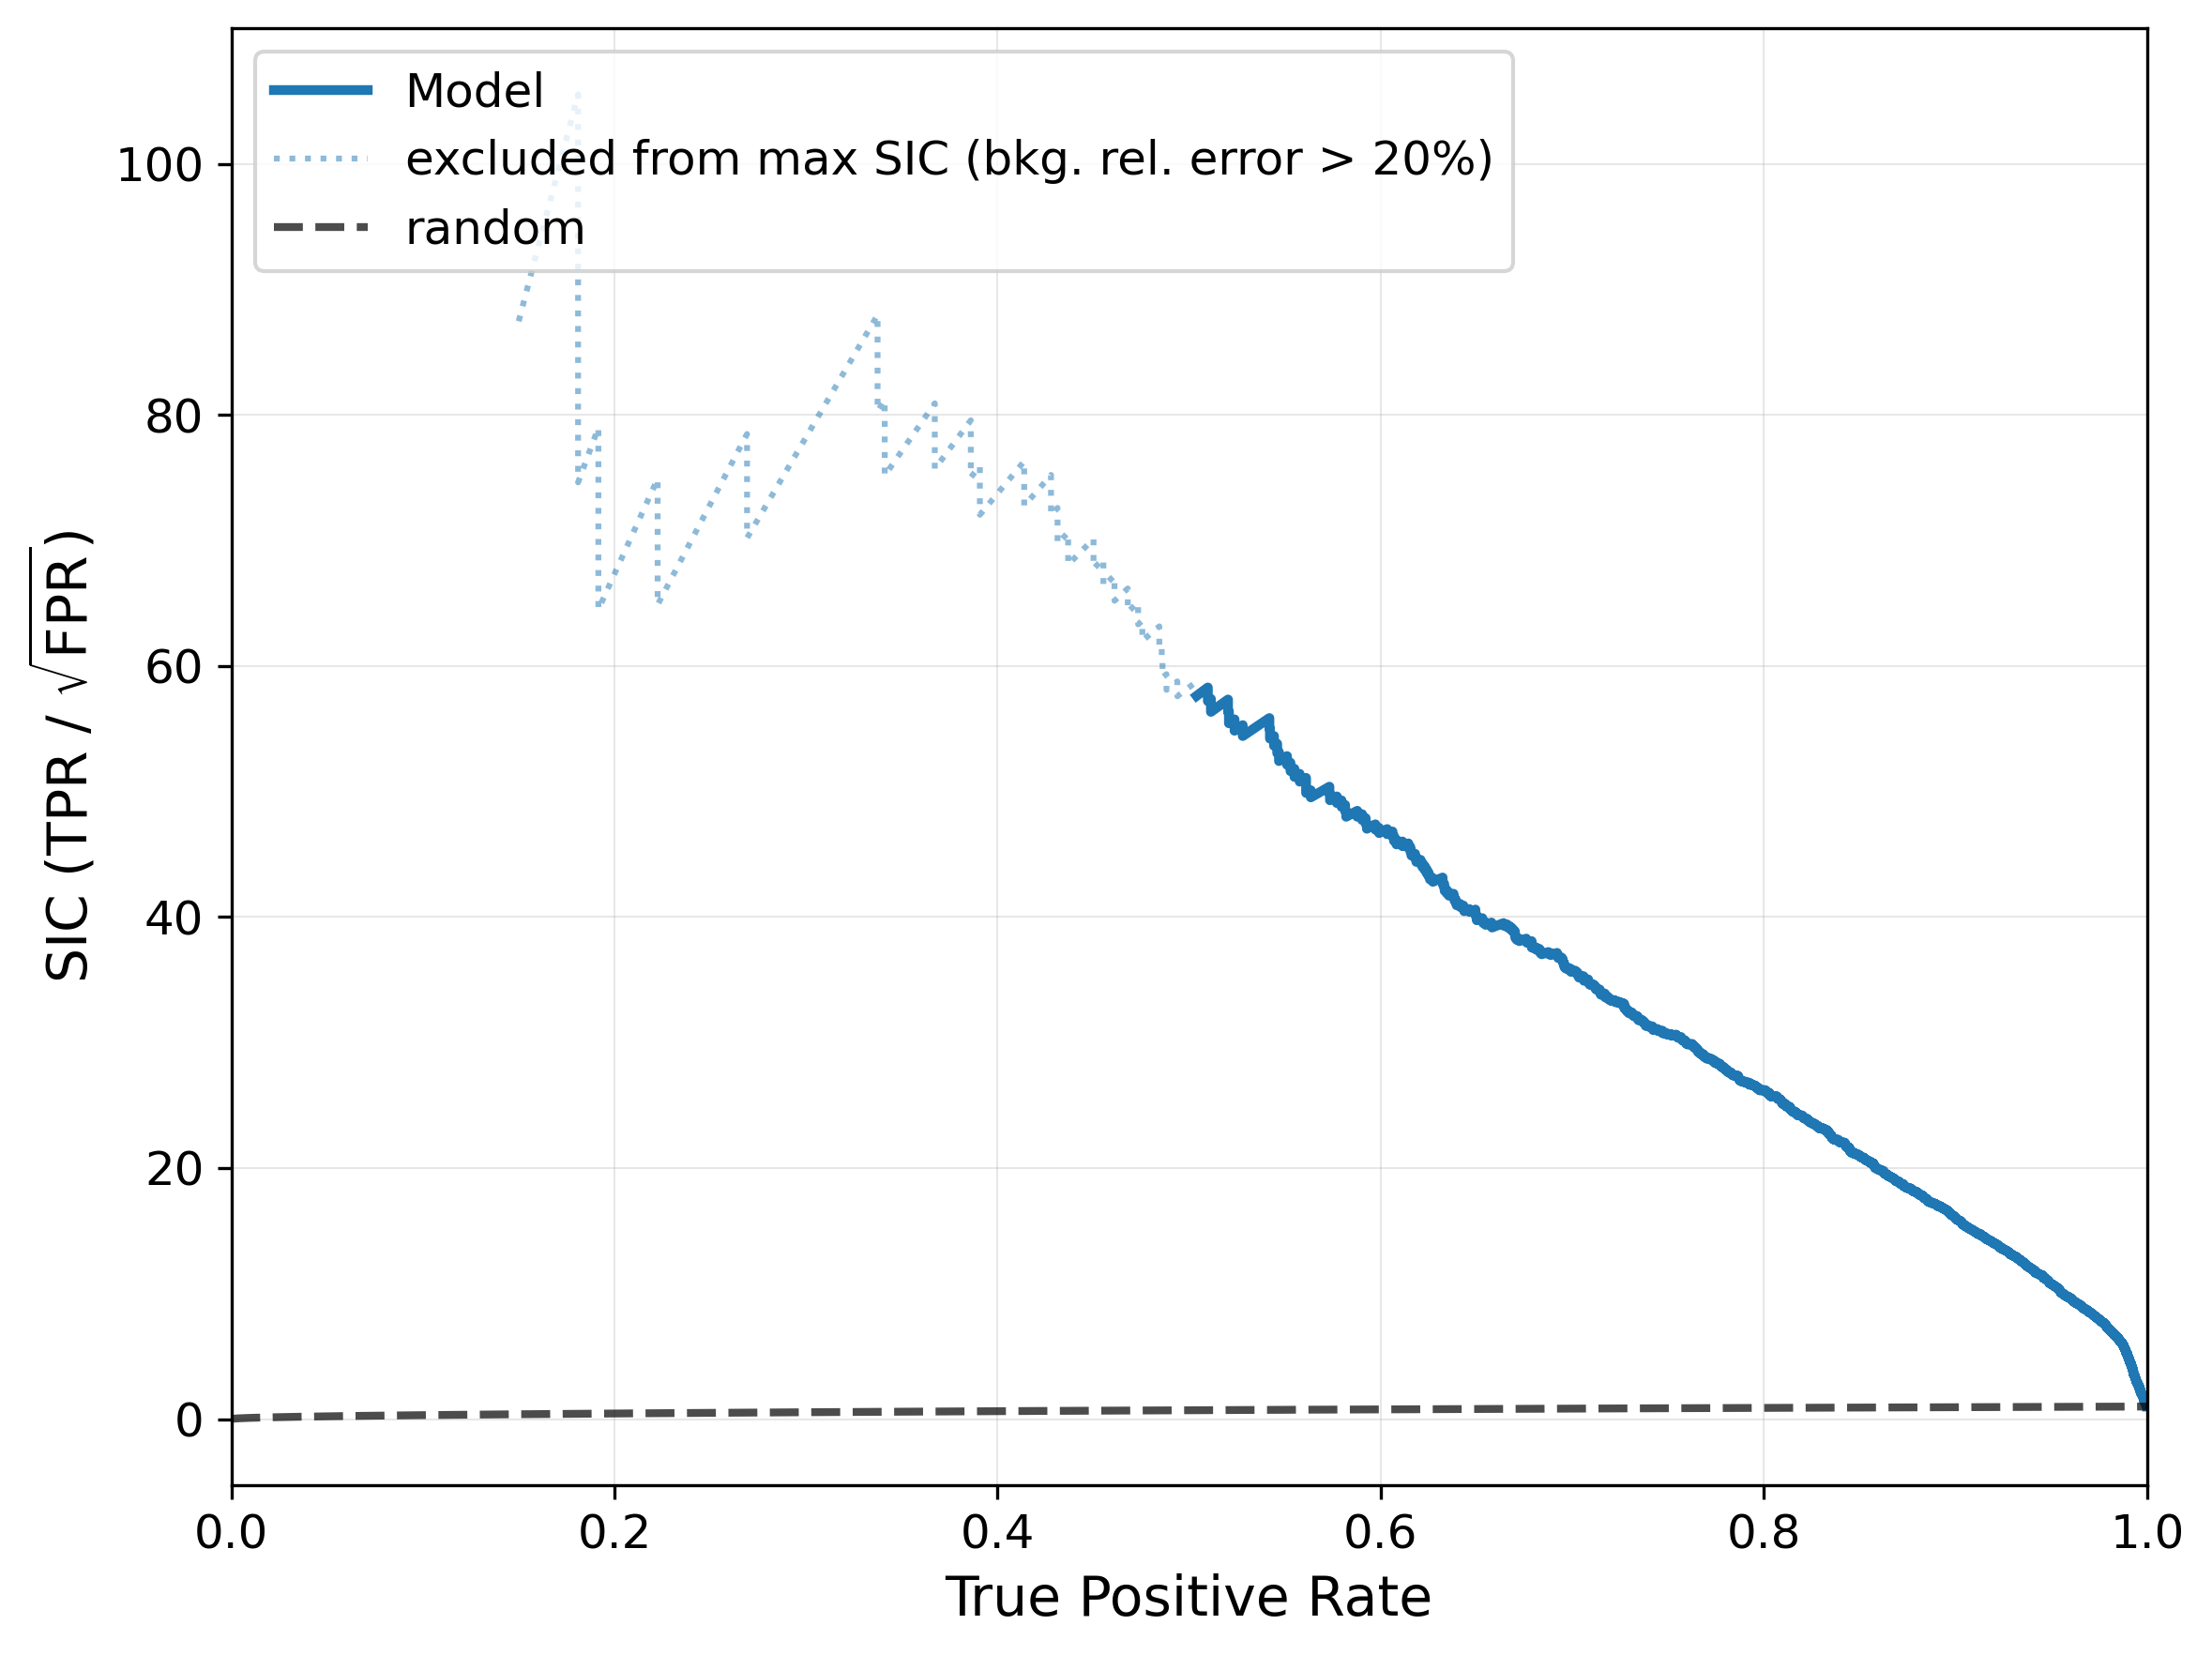 Model
excluded from max SIC (bkg. rel. error > 20%)
random
100
80
60
40
20
0
SIC (TPR / √FPR)
0.0 0.2 0.4 0.6 0.8 1.0
True Positive Rate